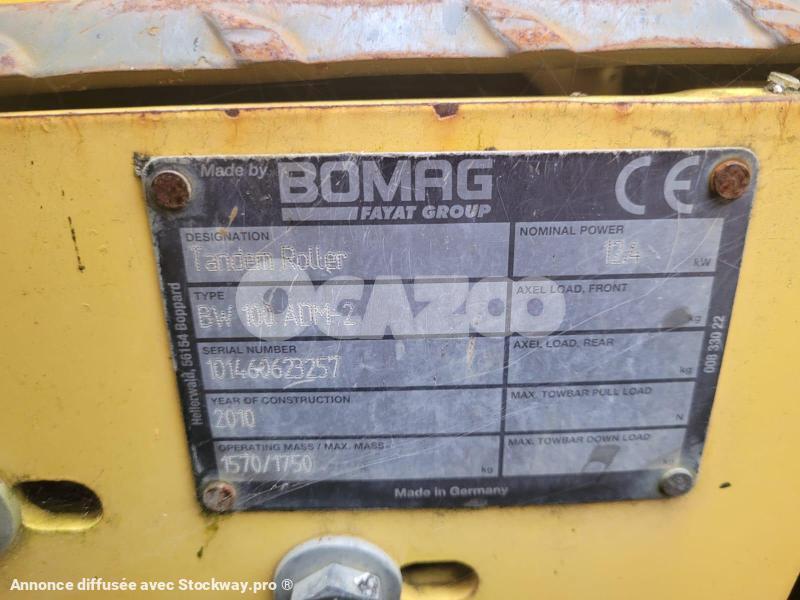 Made by BOMAG
FAYAT GROUP
CE
DESIGNATION
Tandem Roller
NOMINAL POWER
12.4 kW
TYPE
BW 100 ADM-2
AXEL LOAD, FRONT
kg
SERIAL NUMBER
101460623257
AXEL LOAD, REAR
kg
YEAR OF CONSTRUCTION
2010
MAX. TOWBAR PULL LOAD
N
OPERATING MASS / MAX. MASS
1570/1750 kg
MAX. TOWBAR DOWN LOAD
Made in Germany
Hellerwald, 56154 Boppard
008 330 22
OCAZOO
Annonce diffusée avec Stockway.pro ®